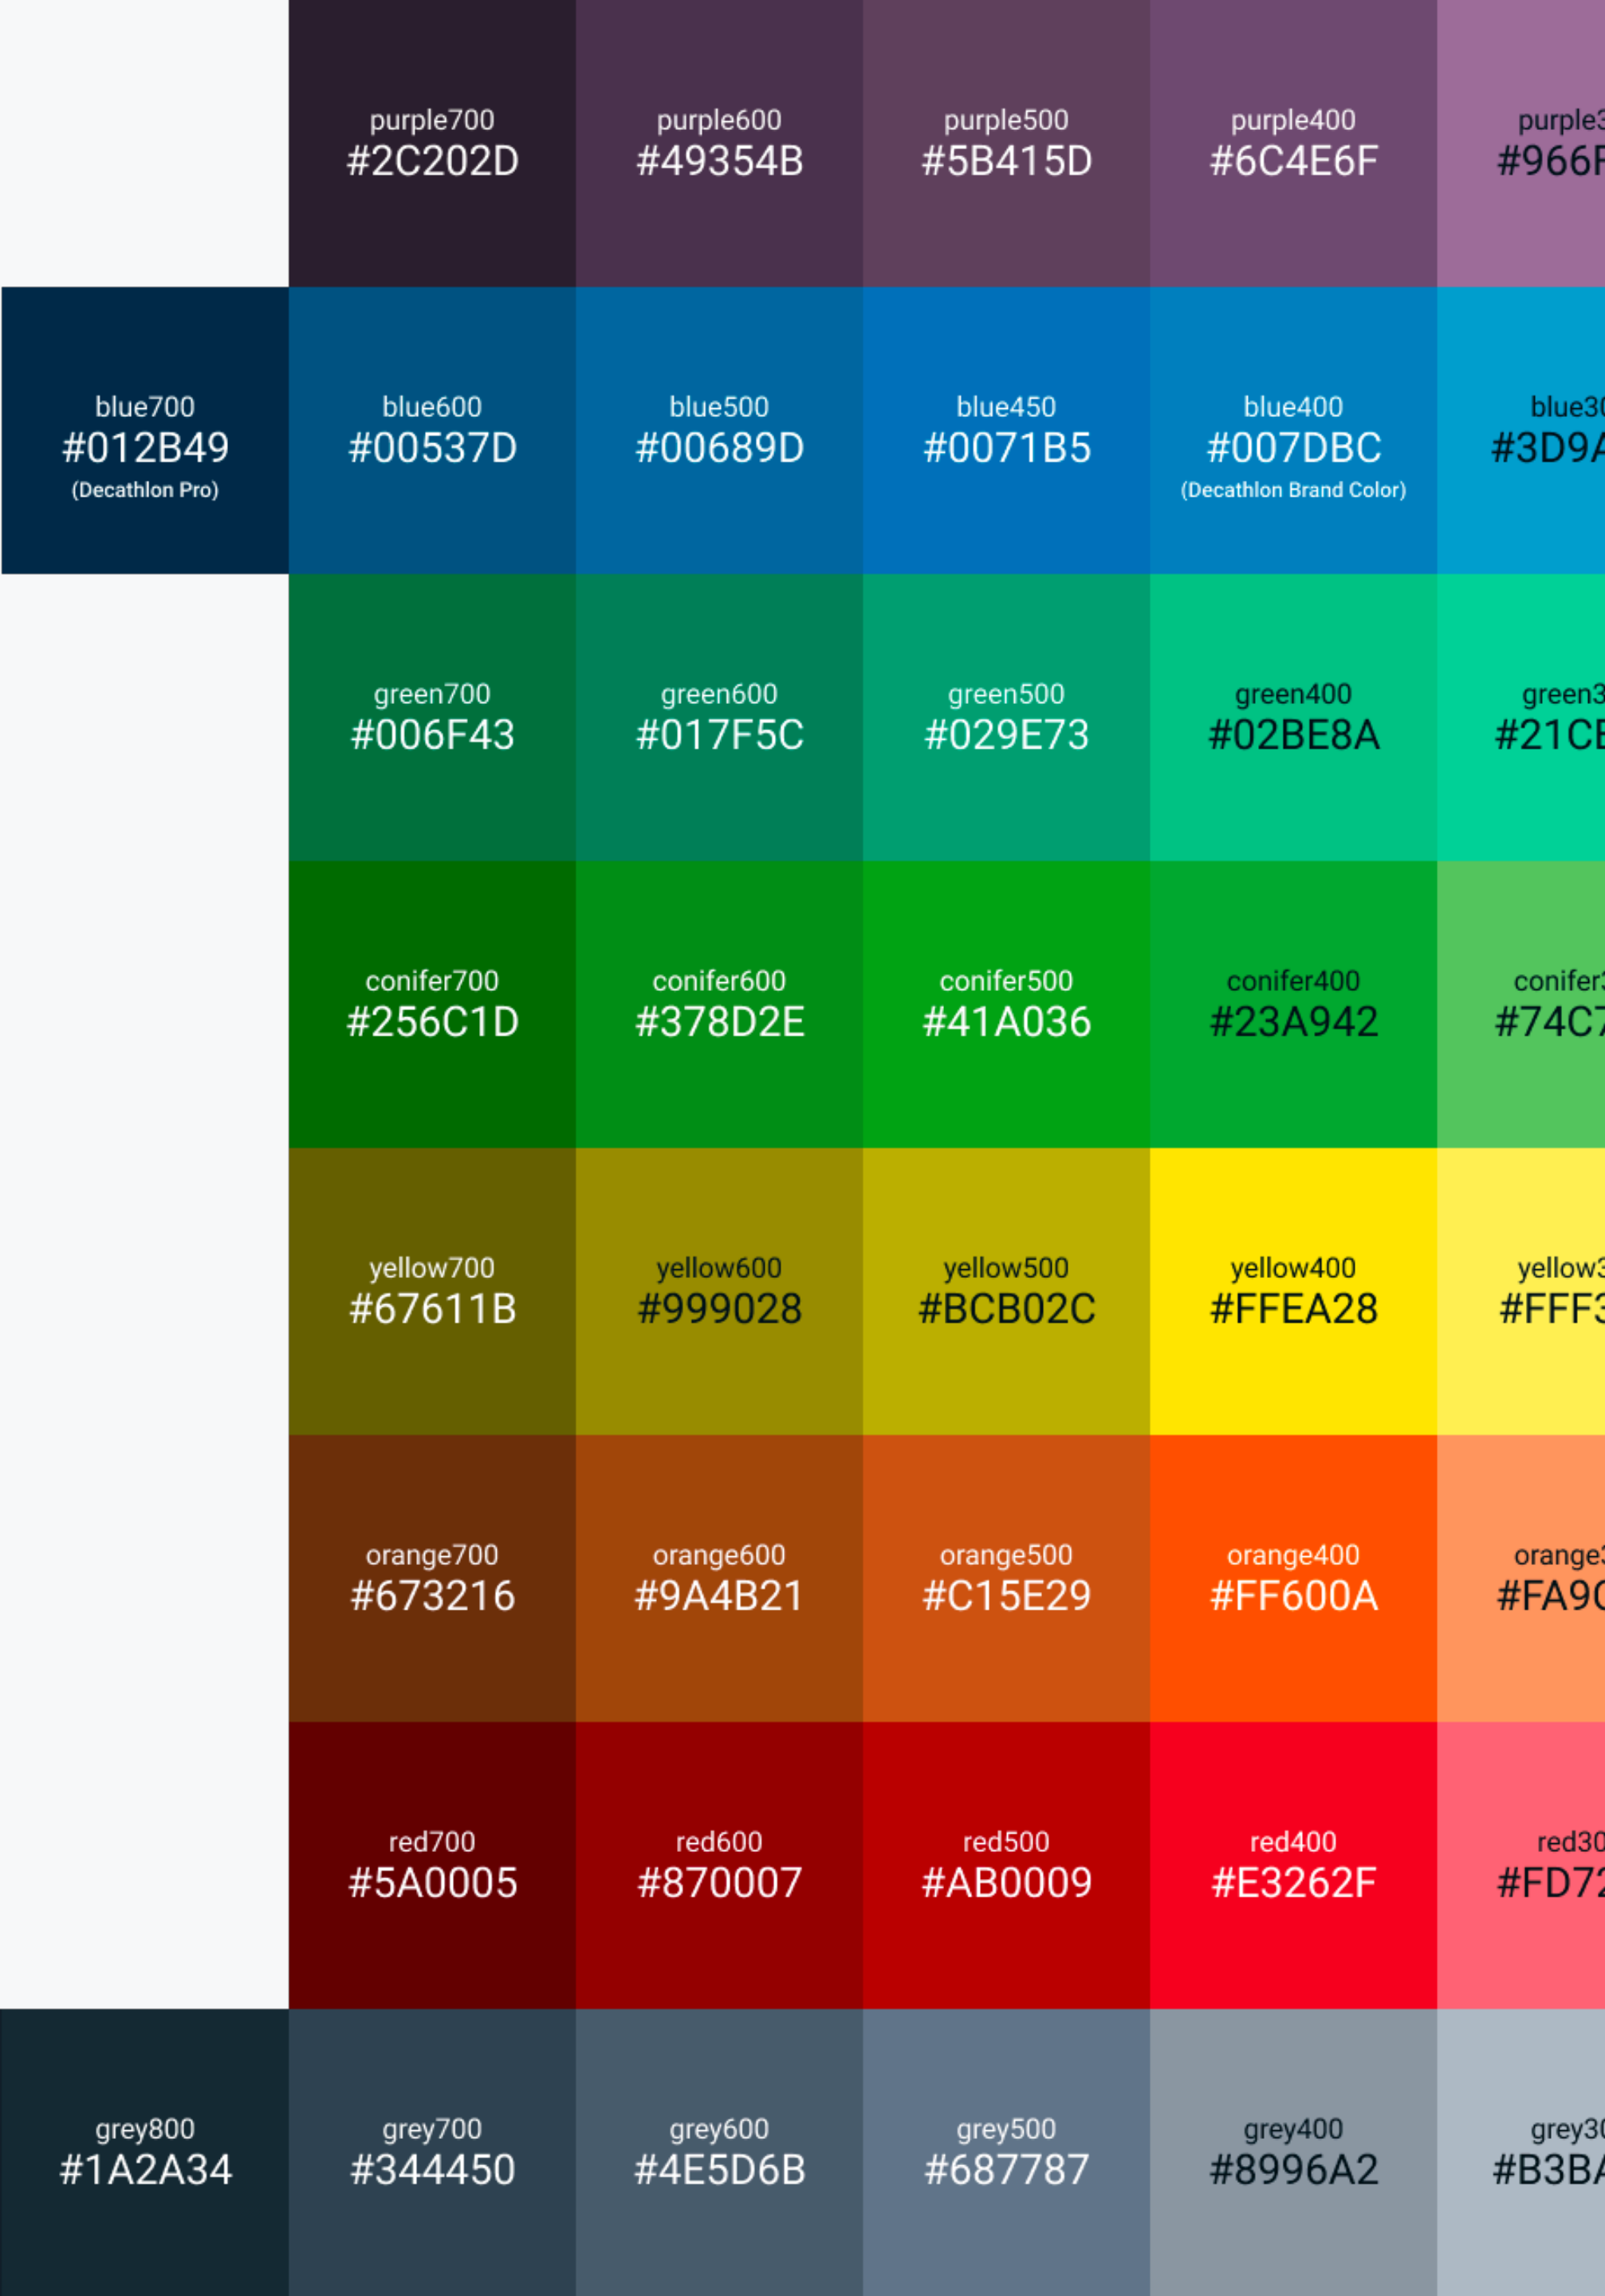 purple700
#2C202D
purple600
#49354B
purple500
#5B415D
purple400
#6C4E6F
blue700
#012B49
(Decathlon Pro)
blue600
#00537D
blue500
#00689D
blue450
#0071B5
blue400
#007DBC
(Decathlon Brand Color)
green700
#006F43
green600
#017F5C
green500
#029E73
green400
#02BE8A
conifer700
#256C1D
conifer600
#378D2E
conifer500
#41A036
conifer400
#23A942
yellow700
#67611B
yellow600
#999028
yellow500
#BCB02C
yellow400
#FFEA28
orange700
#673216
orange600
#9A4B21
orange500
#C15E29
orange400
#FF600A
red700
#5A0005
red600
#870007
red500
#AB0009
red400
#E3262F
grey800
#1A2A34
grey700
#344450
grey600
#4E5D6B
grey500
#687787
grey400
#8996A2